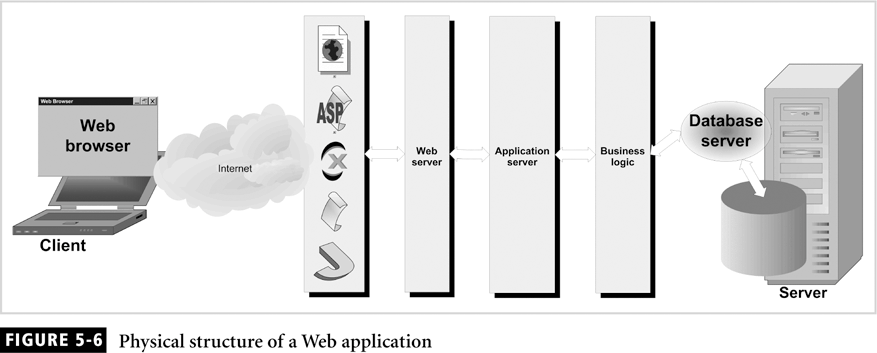 Web Browser
Web
browser
Client
Internet
ASP
X
Web
server
Application
server
Business
logic
Database
server
Server
FIGURE 5-6 Physical structure of a Web application